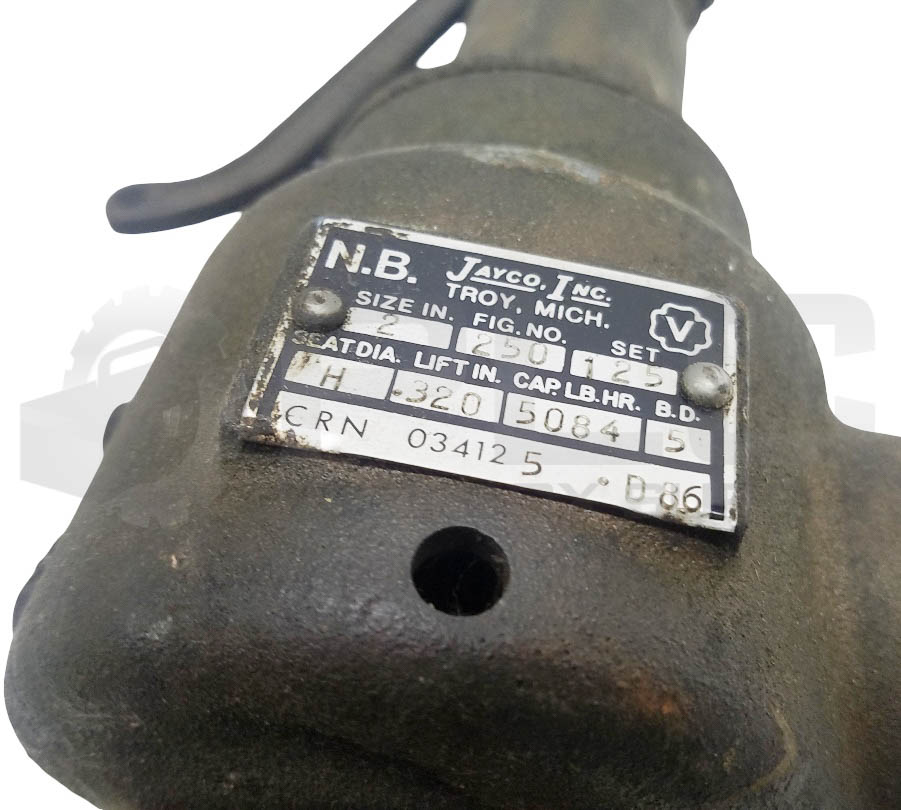 N.B. JAYCO, INC.
TROY, MICH. V
SIZE IN. FIG. NO. SET
2 250 125
SEAT DIA. LIFT IN. CAP. LB. HR. B.D.
H .320 5084 5
CRN 03412 5 . D 86